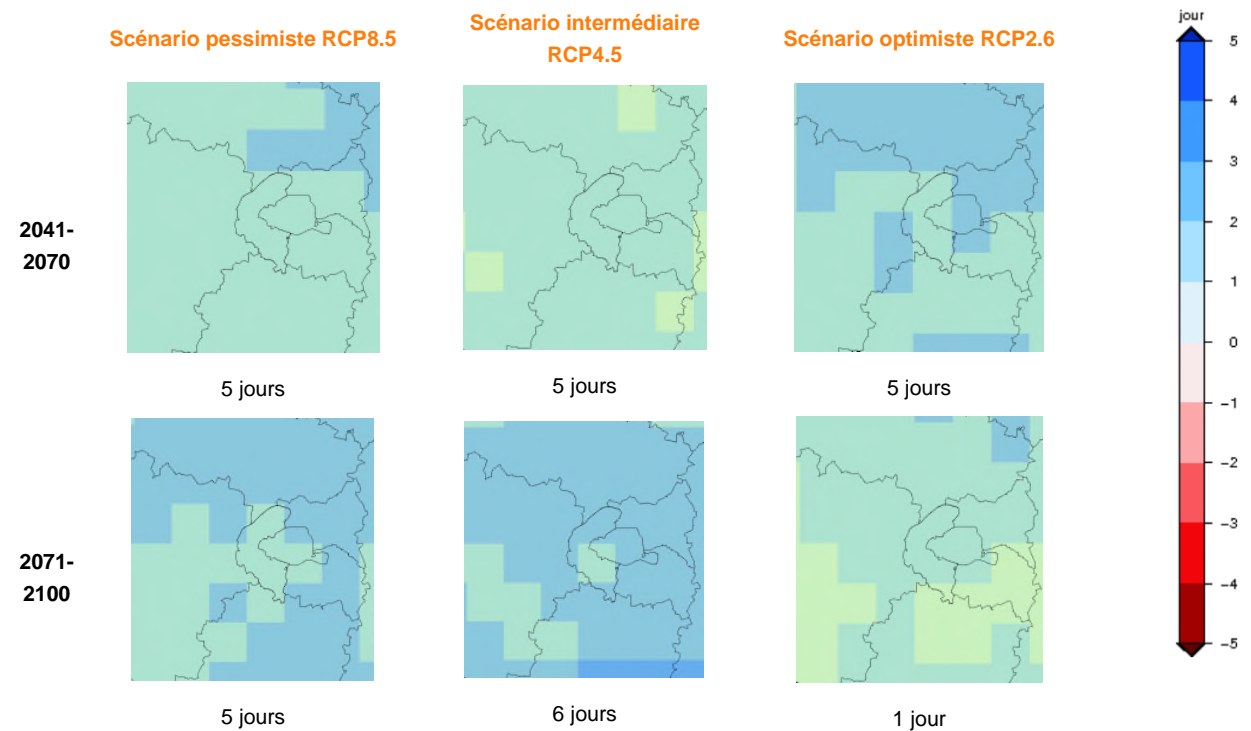 Scénario pessimiste RCP8.5
Scénario intermédiaire
RCP4.5
Scénario optimiste RCP2.6
jour
5
4
3
2
1
0
−1
−2
−3
−4
−5
2041-
2070
5 jours
5 jours
5 jours
2071-
2100
5 jours
6 jours
1 jour